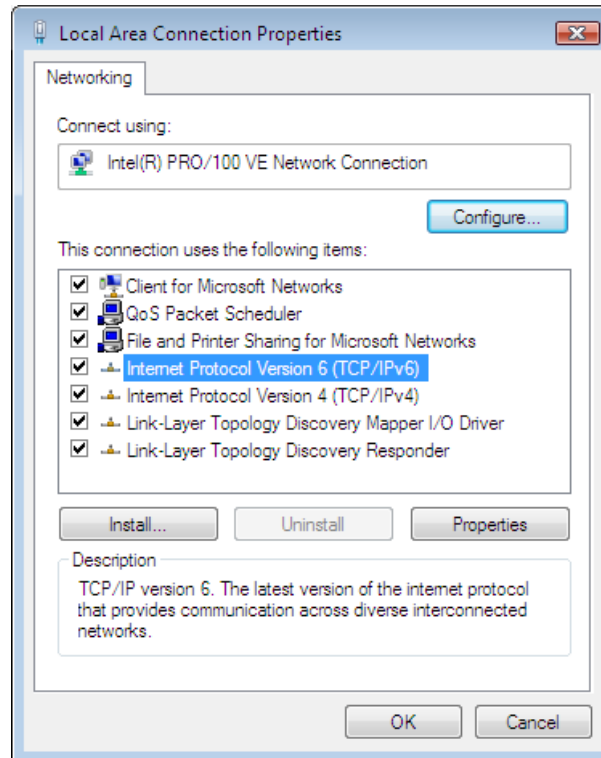 Local Area Connection Properties
Networking
Connect using:
Intel(R) PRO/100 VE Network Connection
Configure...
This connection uses the following items:
Client for Microsoft Networks
QoS Packet Scheduler
File and Printer Sharing for Microsoft Networks
Internet Protocol Version 6 (TCP/IPv6)
Internet Protocol Version 4 (TCP/IPv4)
Link-Layer Topology Discovery Mapper I/O Driver
Link-Layer Topology Discovery Responder
Install... Uninstall Properties
Description
TCP/IP version 6. The latest version of the internet protocol
that provides communication across diverse interconnected
networks.
OK Cancel